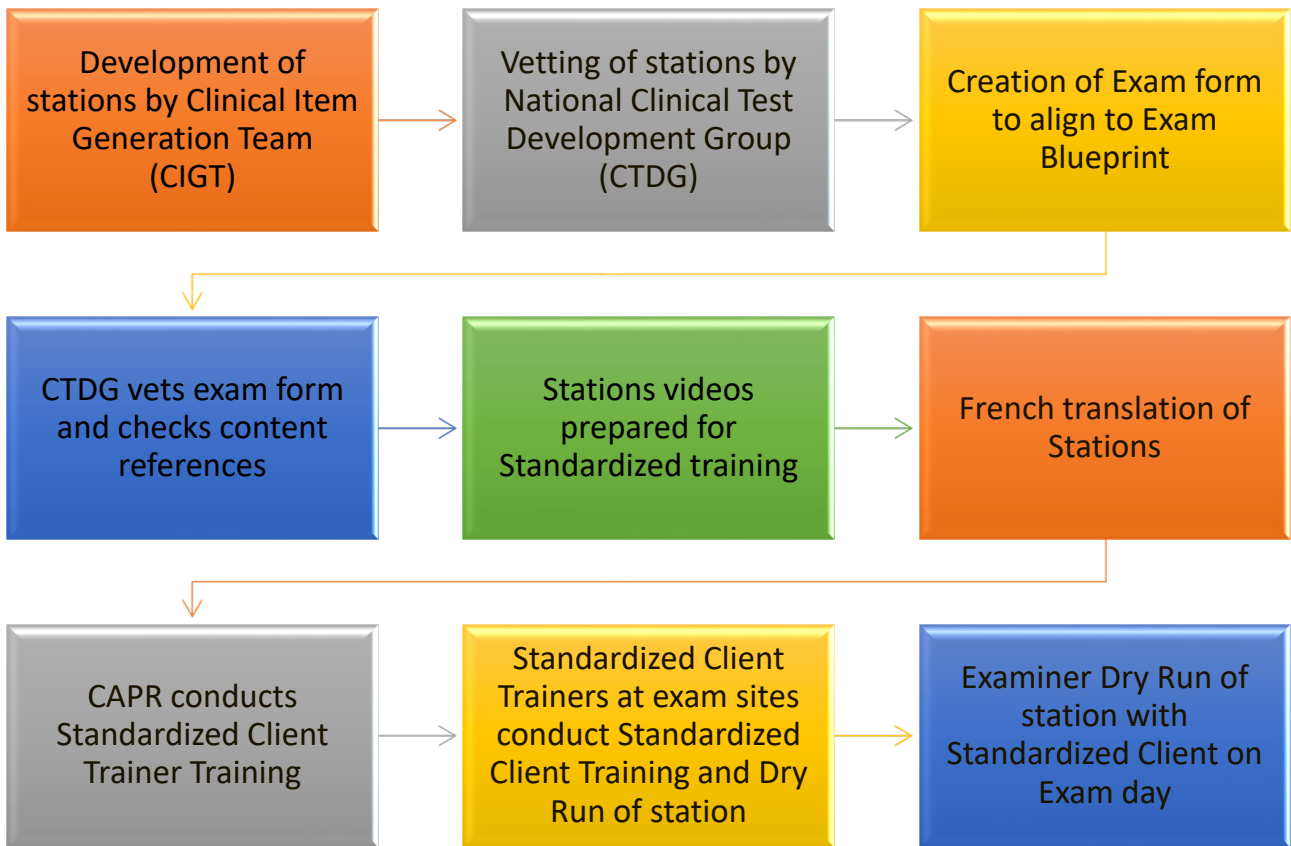 Development of
stations by Clinical Item
Generation Team
(CIGT)
Vetting of stations by
National Clinical Test
Development Group
(CTDG)
Creation of Exam form
to align to Exam
Blueprint
CTDG vets exam form
and checks content
references
Stations videos
prepared for
Standardized training
French translation of
Stations
CAPR conducts
Standardized Client
Trainer Training
Standardized Client
Trainers at exam sites
conduct Standardized
Client Training and Dry
Run of station
Examiner Dry Run of
station with
Standardized Client on
Exam day